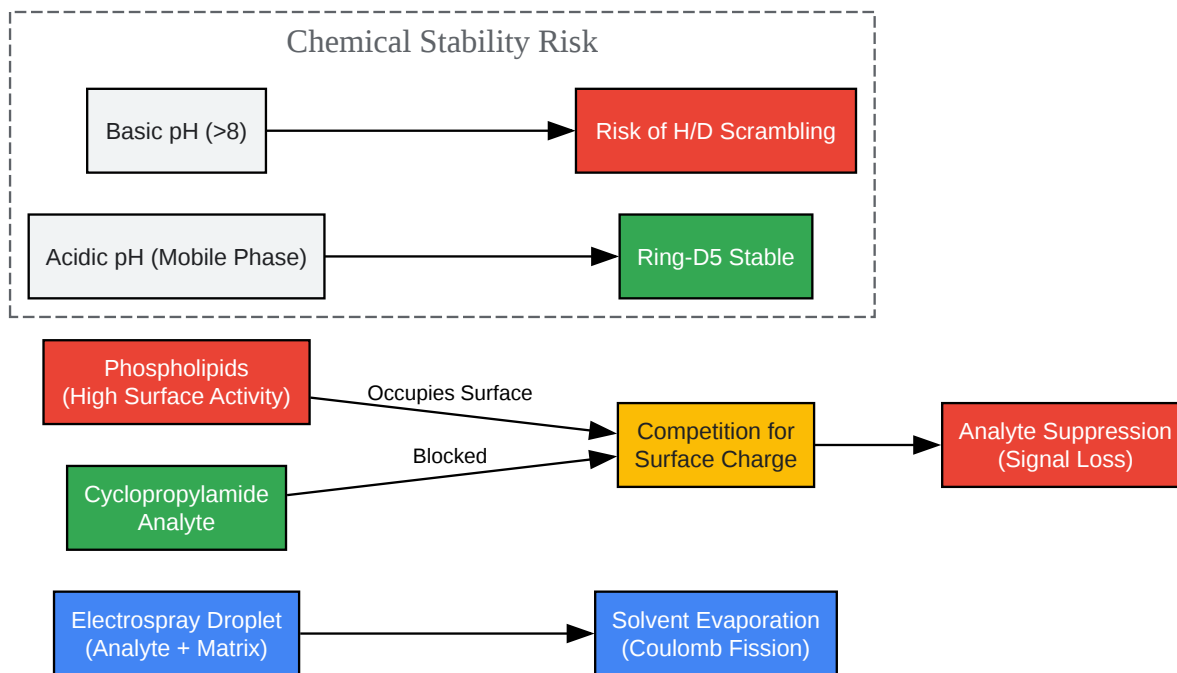 Chemical Stability Risk
Basic pH (>8)
Risk of H/D Scrambling
Acidic pH (Mobile Phase)
Ring-D5 Stable
Phospholipids
(High Surface Activity)
Occupies Surface
Competition for
Surface Charge
Analyte Suppression
(Signal Loss)
Blocked
Cyclopropylamide
Analyte
Electrospray Droplet
(Analyte + Matrix)
Solvent Evaporation
(Coulomb Fission)